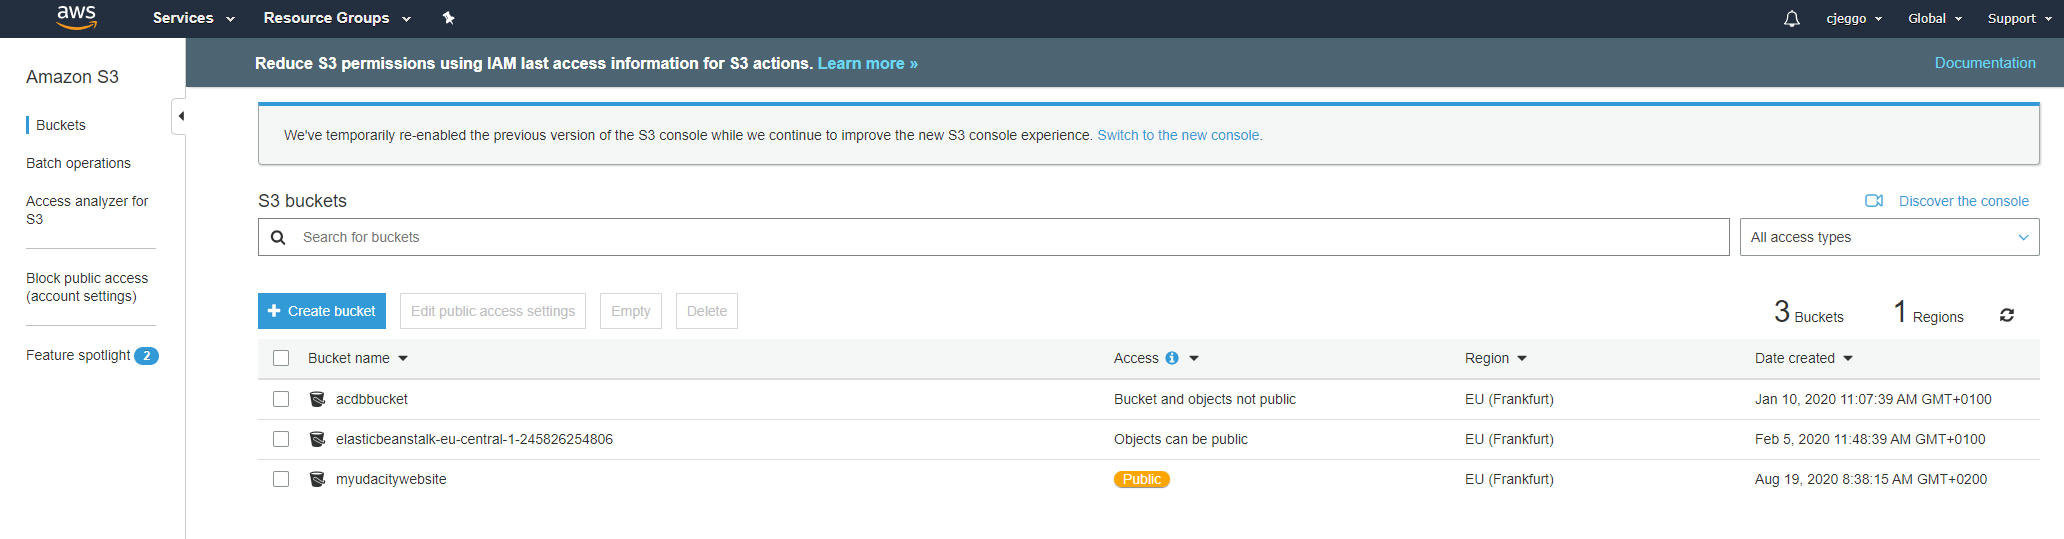 aws Services Resource Groups cjeggo Global Support
Amazon S3
Reduce S3 permissions using IAM last access information for S3 actions. Learn more » Documentation
Buckets
Batch operations
Access analyzer for
S3
Block public access
(account settings)
Feature spotlight 2
We've temporarily re-enabled the previous version of the S3 console while we continue to improve the new S3 console experience. Switch to the new console.
S3 buckets Discover the console
Search for buckets All access types
Create bucket Edit public access settings Empty Delete 3 Buckets 1 Regions
Bucket name Access Region Date created
acdbbucket Bucket and objects not public EU (Frankfurt) Jan 10, 2020 11:07:39 AM GMT+0100
elasticbeanstalk-eu-central-1-245826254806 Objects can be public EU (Frankfurt) Feb 5, 2020 11:48:39 AM GMT+0100
myudacitywebsite Public EU (Frankfurt) Aug 19, 2020 8:38:15 AM GMT+0200